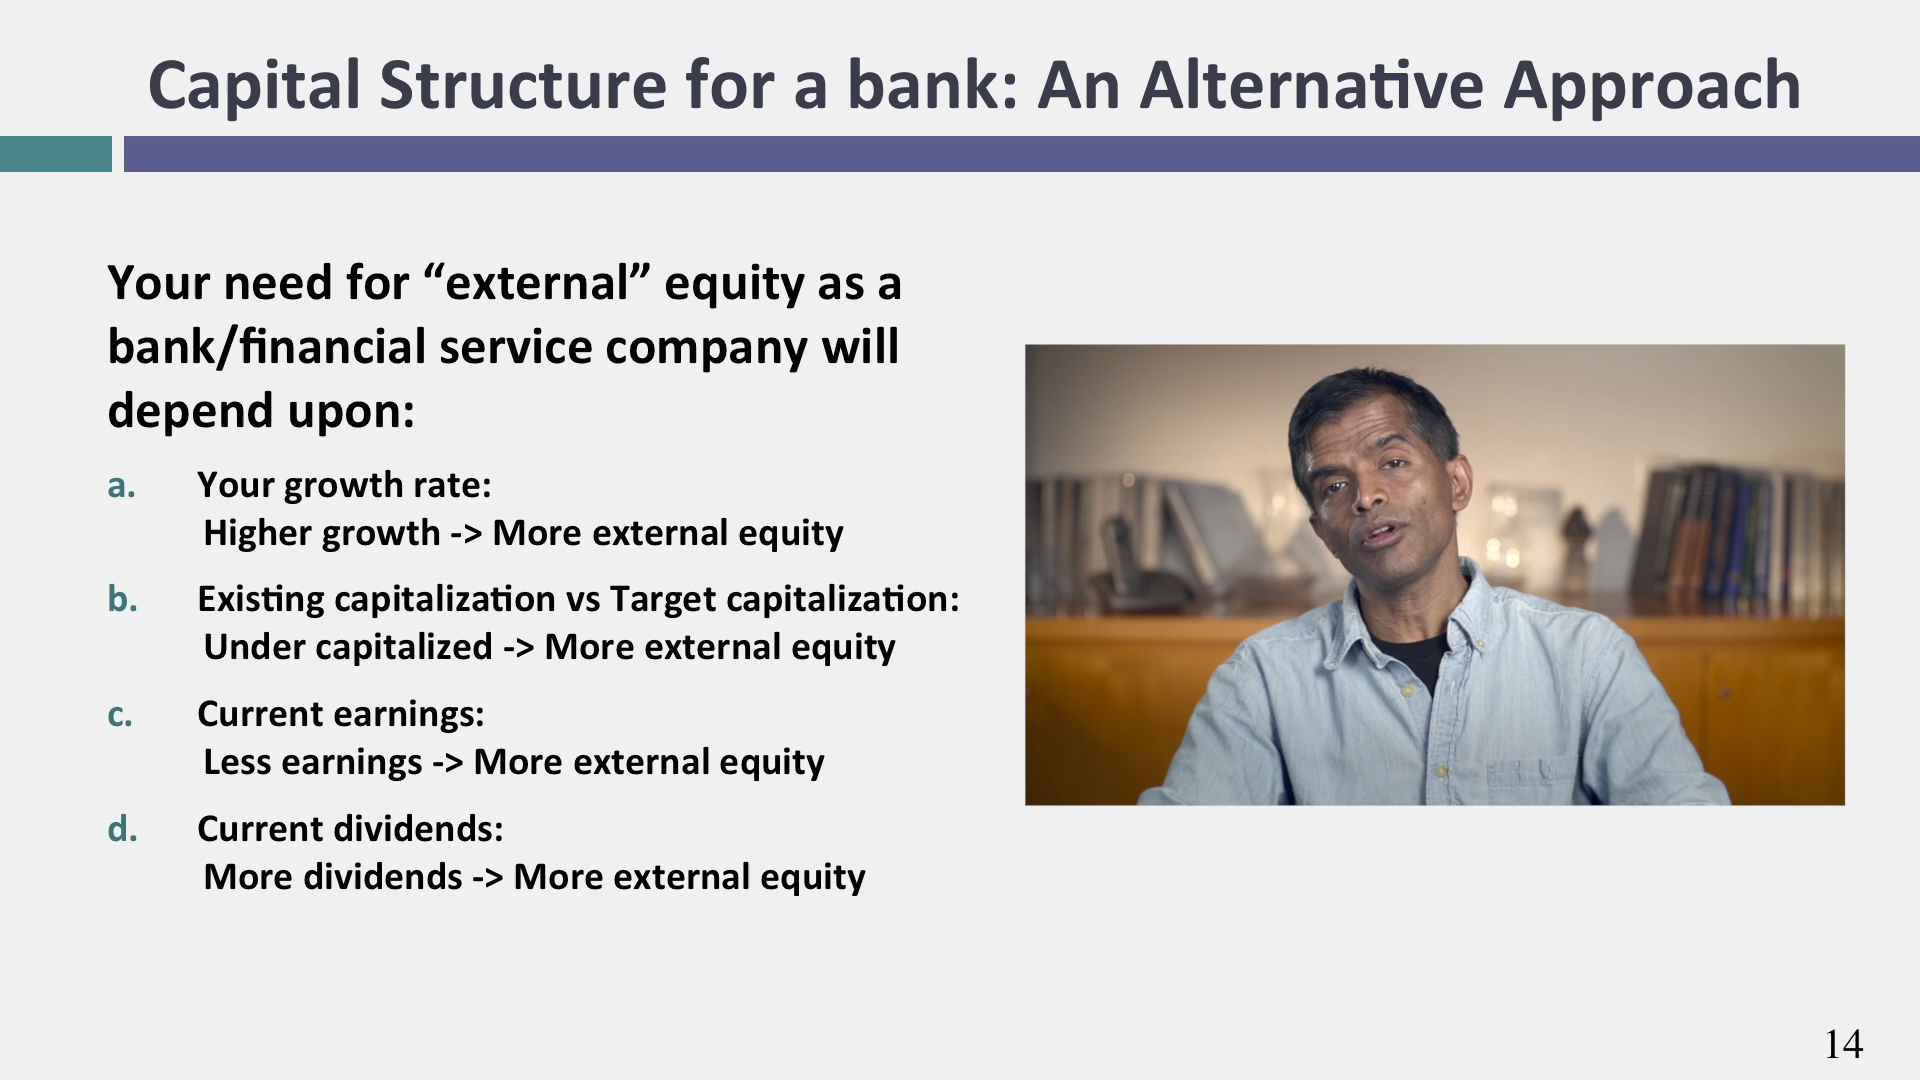 Capital Structure for a bank: An Alternative Approach
Your need for “external” equity as a
bank/financial service company will
depend upon:
a. Your growth rate:
Higher growth -> More external equity
b. Existing capitalization vs Target capitalization:
Under capitalized -> More external equity
c. Current earnings:
Less earnings -> More external equity
d. Current dividends:
More dividends -> More external equity
14